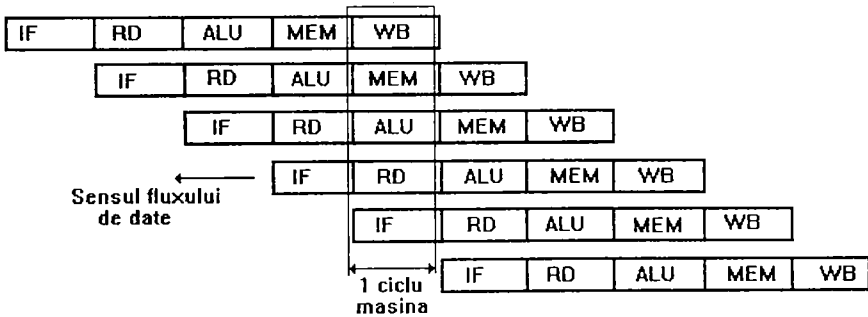 IF RD ALU MEM WB
IF RD ALU MEM WB
IF RD ALU MEM WB
IF RD ALU MEM WB
Sensul fluxului
de date
IF RD ALU MEM WB
IF RD ALU MEM WB
1 ciclu
masina